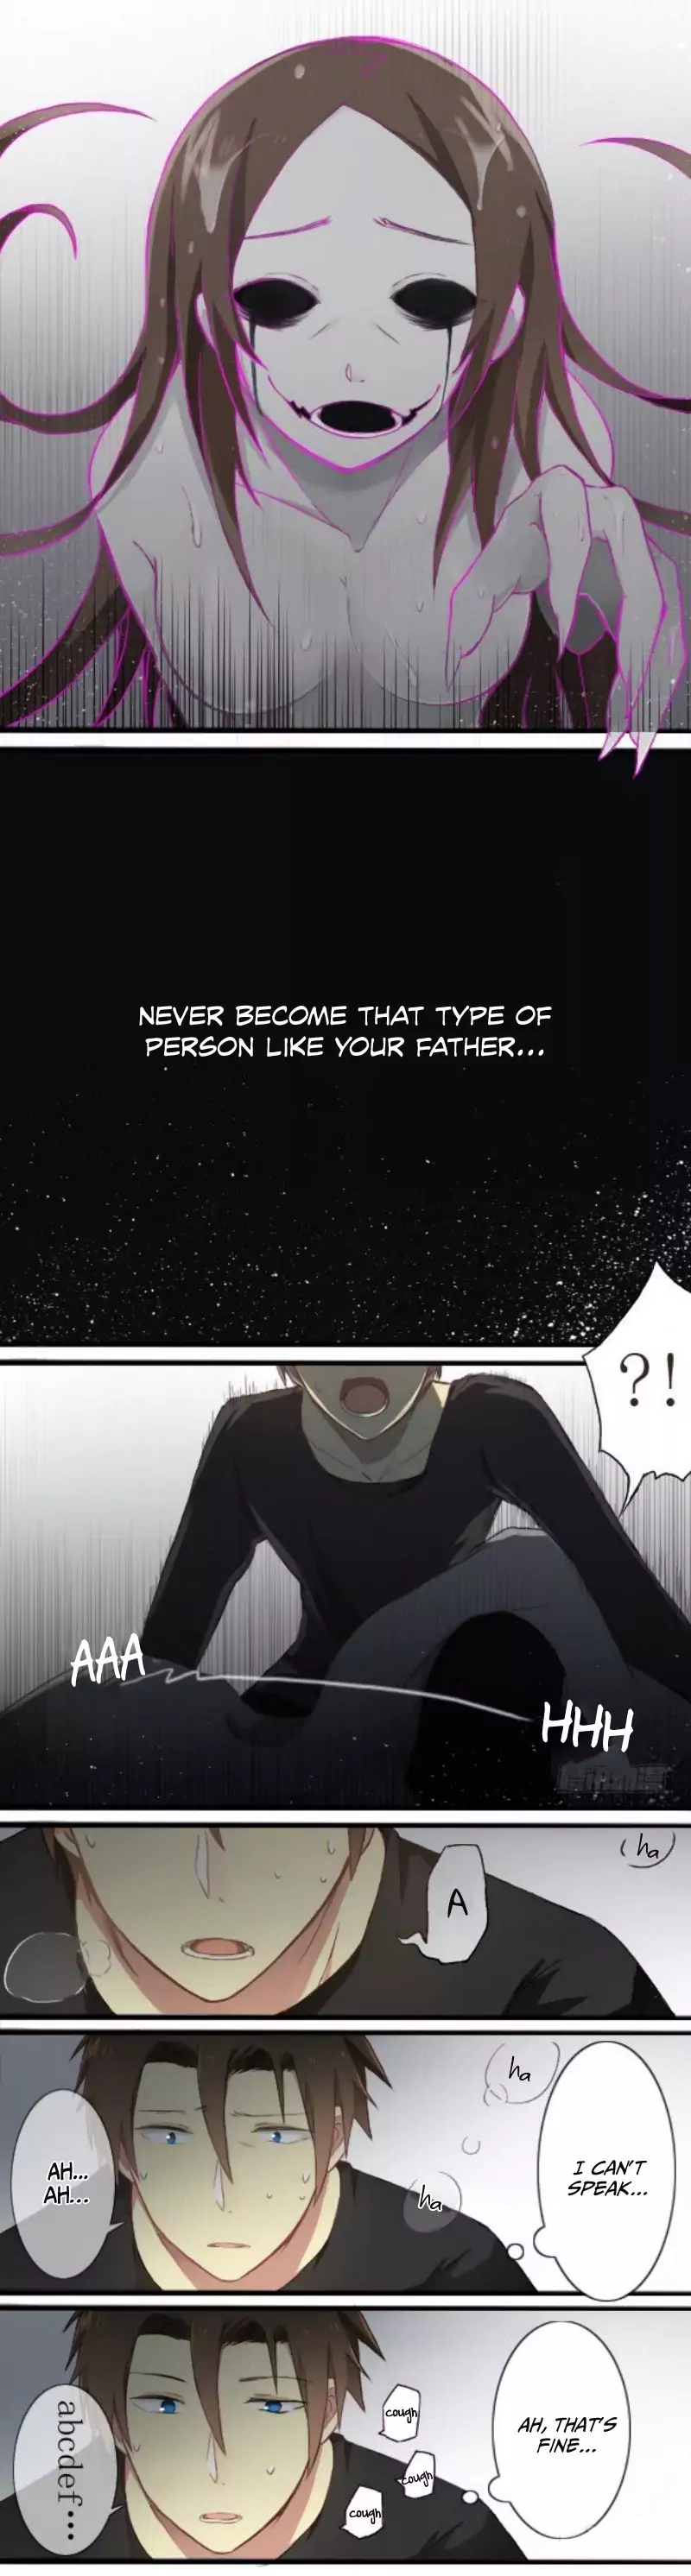 NEVER BECOME THAT TYPE OF
PERSON LIKE YOUR FATHER...
?!
AAA
HHH
ha
A
ha
I CAN'T
SPEAK...
AH...
AH...
ha
cough
AH, THAT'S
FINE...
cough
cough
abcdef...